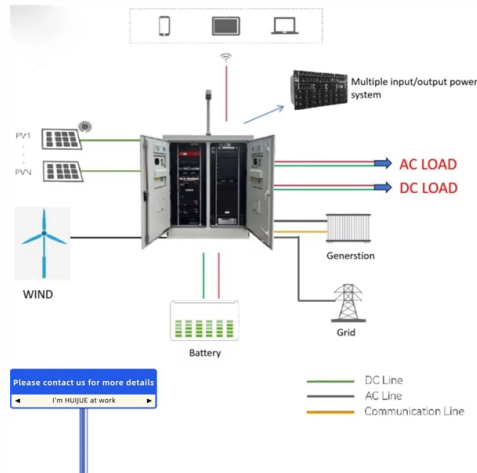 Multiple input/output power
system
PV1
PVN
AC LOAD
DC LOAD
WIND
Generstion
Grid
Battery
Please contact us for more details
I'm HUIJUE at work
DC Line
AC Line
Communication Line